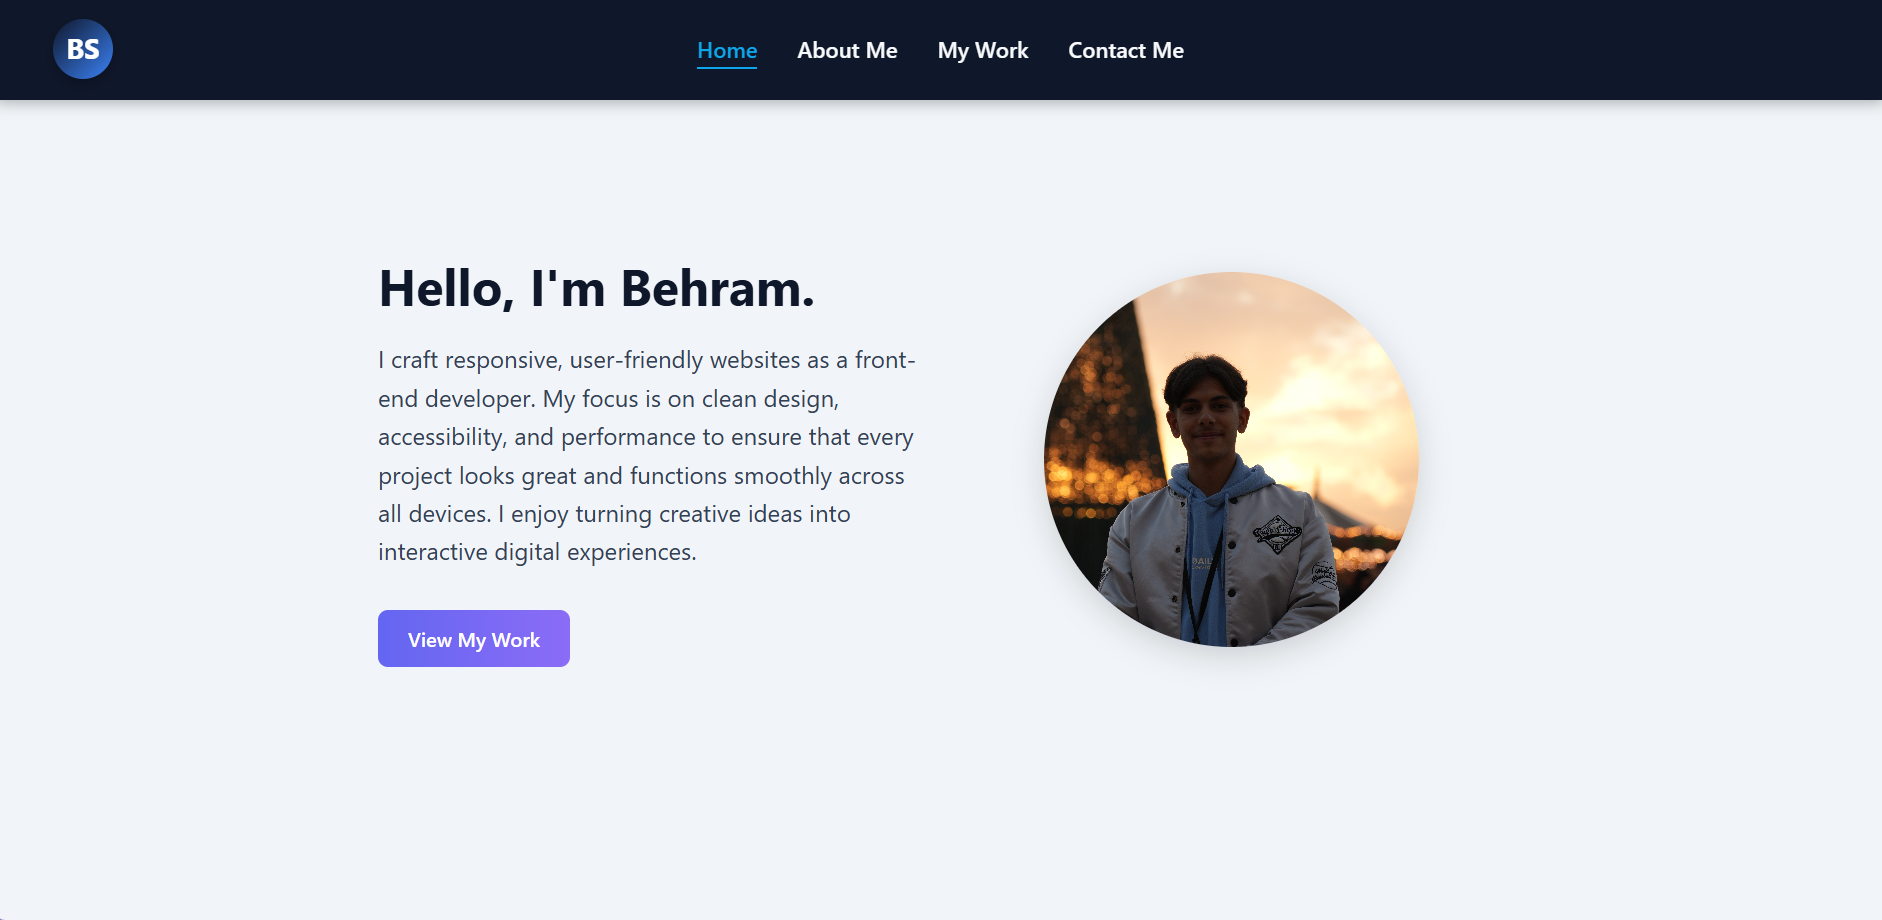 BS
Home About Me My Work Contact Me
Hello, I'm Behram.
I craft responsive, user-friendly websites as a front-
end developer. My focus is on clean design,
accessibility, and performance to ensure that every
project looks great and functions smoothly across
all devices. I enjoy turning creative ideas into
interactive digital experiences.
View My Work